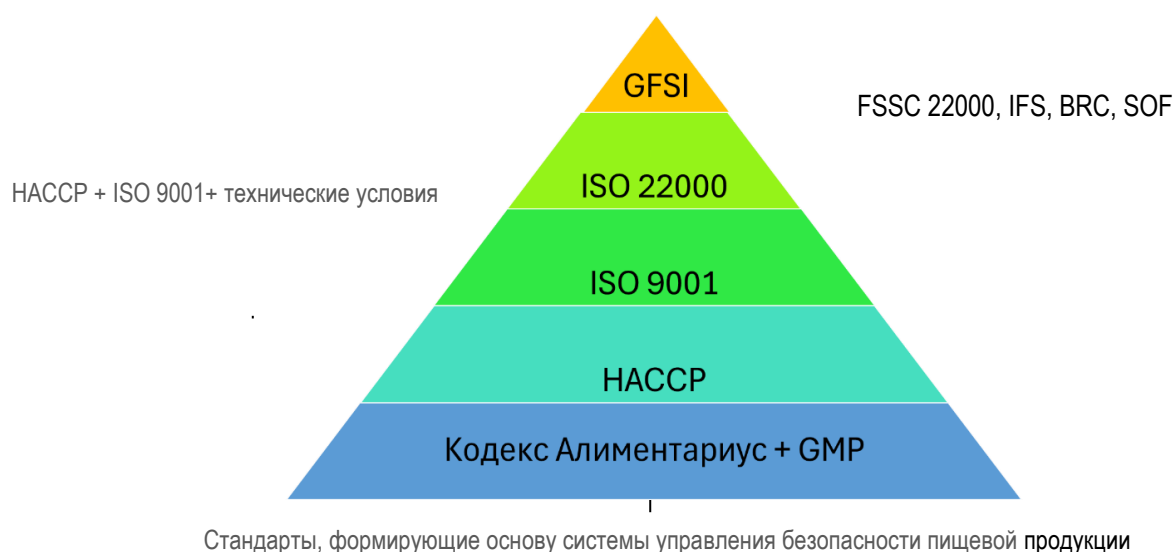 GFSI
FSSC 22000, IFS, BRC, SOF
ISO 22000
HACCP + ISO 9001+ технические условия
ISO 9001
HACCP
Кодекс Алиментариус + GMP
Стандарты, формирующие основу системы управления безопасности пищевой продукции